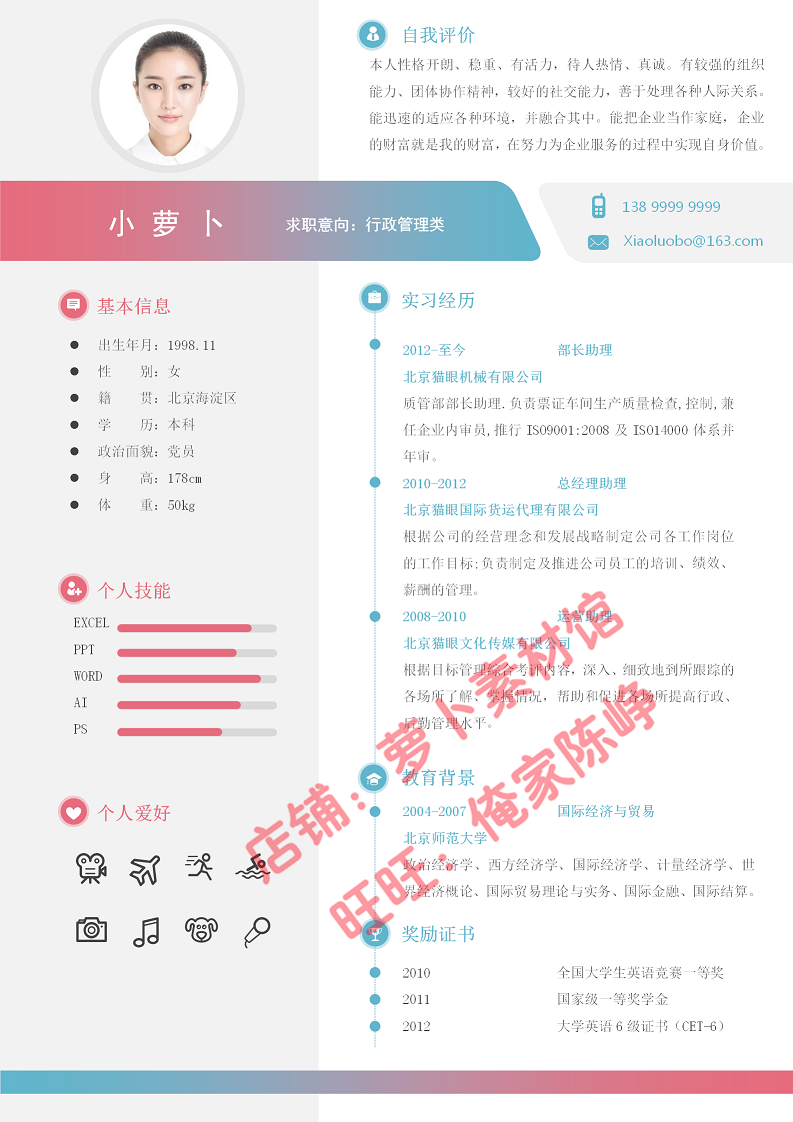 自我评价
本人性格开朗、稳重、有活力，待人热情、真诚。有较强的组织
能力、团体协作精神，较好的社交能力，善于处理各种人际关系。
能迅速的适应各种环境，并融合其中。能把企业当作家庭，企业
的财富就是我的财富，在努力为企业服务的过程中实现自身价值。
小萝卜
求职意向：行政管理类
138 9999 9999
Xiaoluobo@163.com
基本信息
出生年月：1998.11
性 别：女
籍 贯：北京海淀区
学 历：本科
政治面貌：党员
身 高：178cm
体 重：50kg
个人技能
EXCEL
PPT
WORD
AI
PS
个人爱好
实习经历
2012-至今 部长助理
北京猫眼机械有限公司
质管部部长助理.负责票证车间生产质量检查,控制,兼
任企业内审员,推行 ISO9001:2008 及 ISO14000 体系并
年审。
2010-2012 总经理助理
北京猫眼国际货运代理有限公司
根据公司的经营理念和发展战略制定公司各工作岗位
的工作目标;负责制定及推进公司员工的培训、绩效、
薪酬的管理。
2008-2010 运营助理
北京猫眼文化传媒有限公司
根据目标管理综合考评内容，深入、细致地到所跟踪的
各场所了解、掌握情况，帮助和促进各场所提高行政、
后勤管理水平。
教育背景
2004-2007 国际经济与贸易
北京师范大学
政治经济学、西方经济学、国际经济学、计量经济学、世
界经济概论、国际贸易理论与实务、国际金融、国际结算。
奖励证书
2010 全国大学生英语竞赛一等奖
2011 国家级一等奖学金
2012 大学英语 6 级证书（CET-6）
店铺：萝卜素材馆
旺旺：俺家陈峥